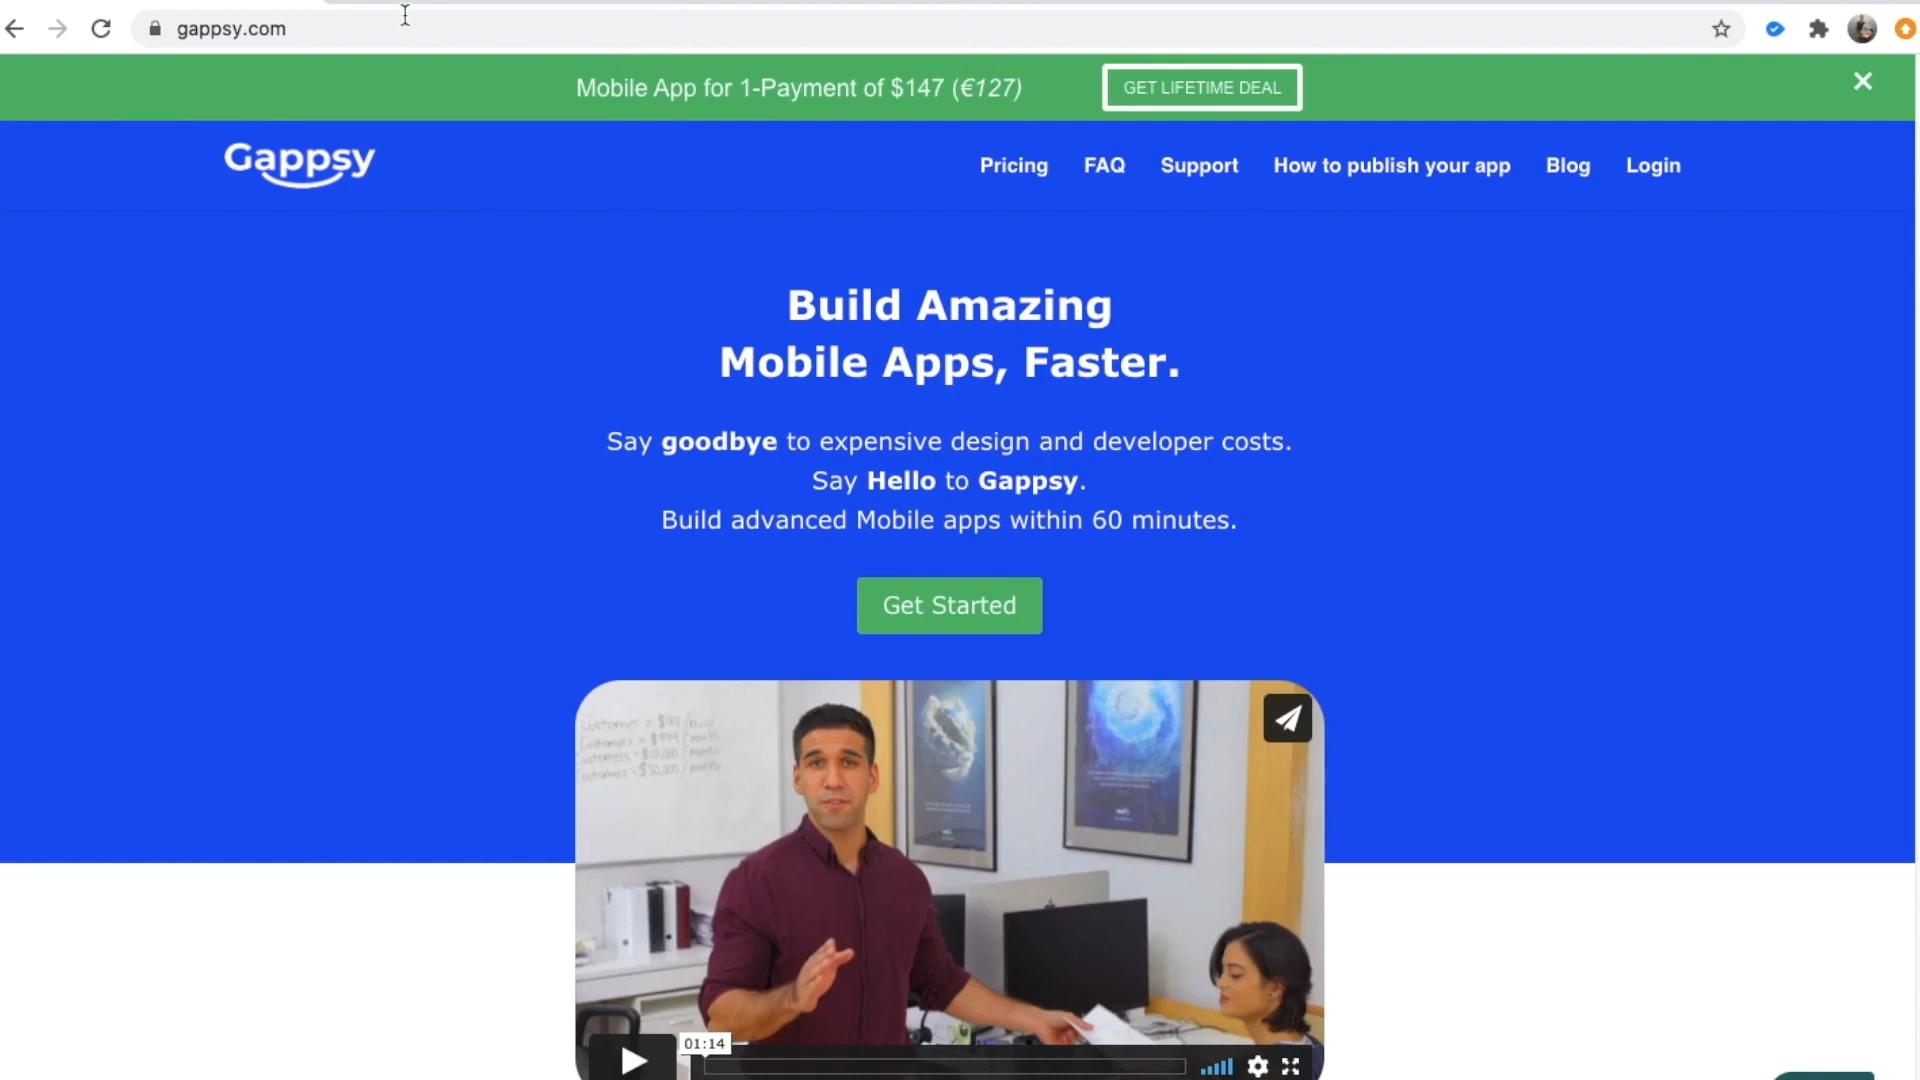 gappsy.com
Mobile App for 1-Payment of $147 (€127)
GET LIFETIME DEAL
Gappsy
Pricing
FAQ
Support
How to publish your app
Blog
Login
Build Amazing
Mobile Apps, Faster.
Say goodbye to expensive design and developer costs.
Say Hello to Gappsy.
Build advanced Mobile apps within 60 minutes.
Get Started
01:14